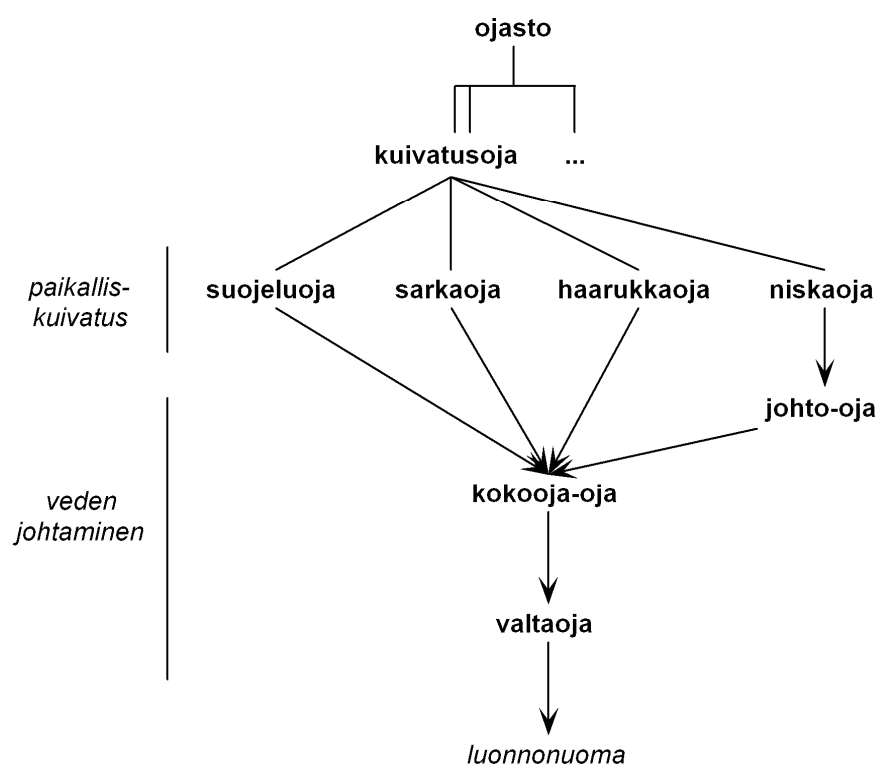 ojasto
kuivatusoja ...
paikallis-
kuivatus
suojeluoja sarkaoja haarukkaoja niskaoja
johto-oja
veden
johtaminen
kokooja-oja
valtaoja
luonnonuoma